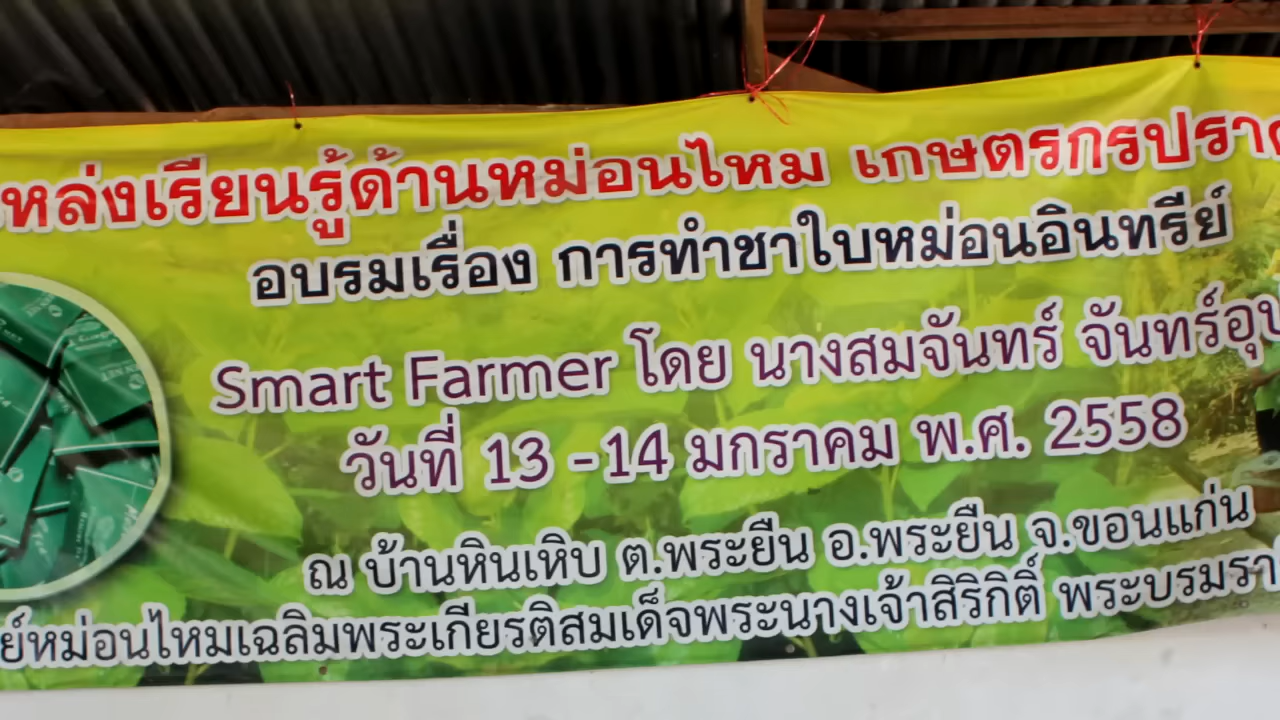 หล่งเรียนรู้ด้านหม่อนไหม เกษตรกรปรา
อบรมเรื่อง การทำชาใบหม่อนอินทรีย์
Smart Farmer โดย นางสมจันทร์ จันทร์อุ
วันที่ 13 -14 มกราคม พ.ศ. 2558
ณ บ้านหินเหิบ ต.พระยืน อ.พระยืน จ.ขอนแก่น
ย์หม่อนไหมเฉลิมพระเกียรติสมเด็จพระนางเจ้าสิริกิติ์ พระบรมรา